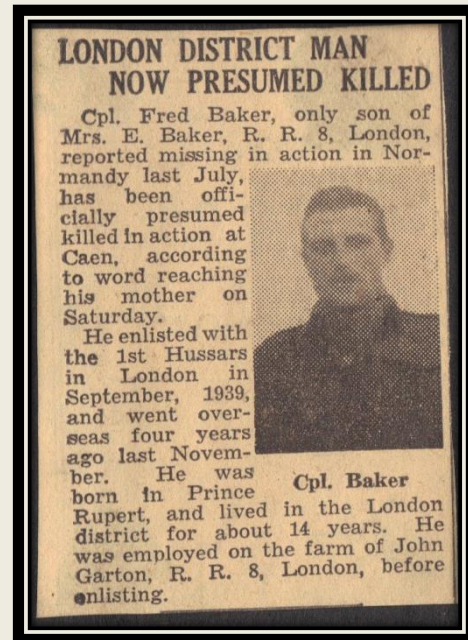 LONDON DISTRICT MAN
NOW PRESUMED KILLED
Cpl. Fred Baker, only son of
Mrs. E. Baker, R. R. 8, London,
reported missing in action in Nor-
mandy last July,
has been offi-
cially presumed
killed in action at
Caen, according
to word reaching
his mother on
Saturday.
He enlisted with
the 1st Hussars
in London in
September, 1939,
and went over-
seas four years
ago last Novem-
ber. He was
born in Prince
Rupert, and lived in the London
district for about 14 years. He
was employed on the farm of John
Garton, R. R. 8, London, before
enlisting.
Cpl. Baker